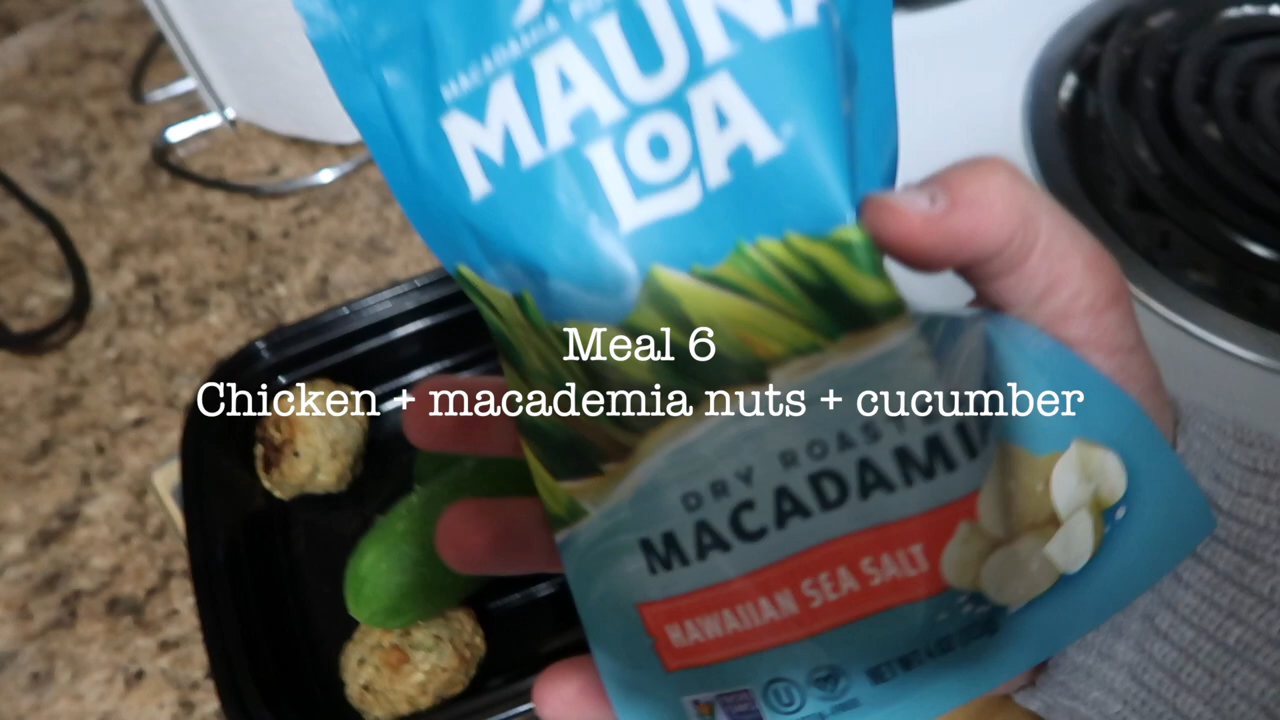 MAUNA
LOA
Meal 6
Chicken + macademia nuts + cucumber
DRY ROASTED
MACADAMIA
HAWAIIAN SEA SALT